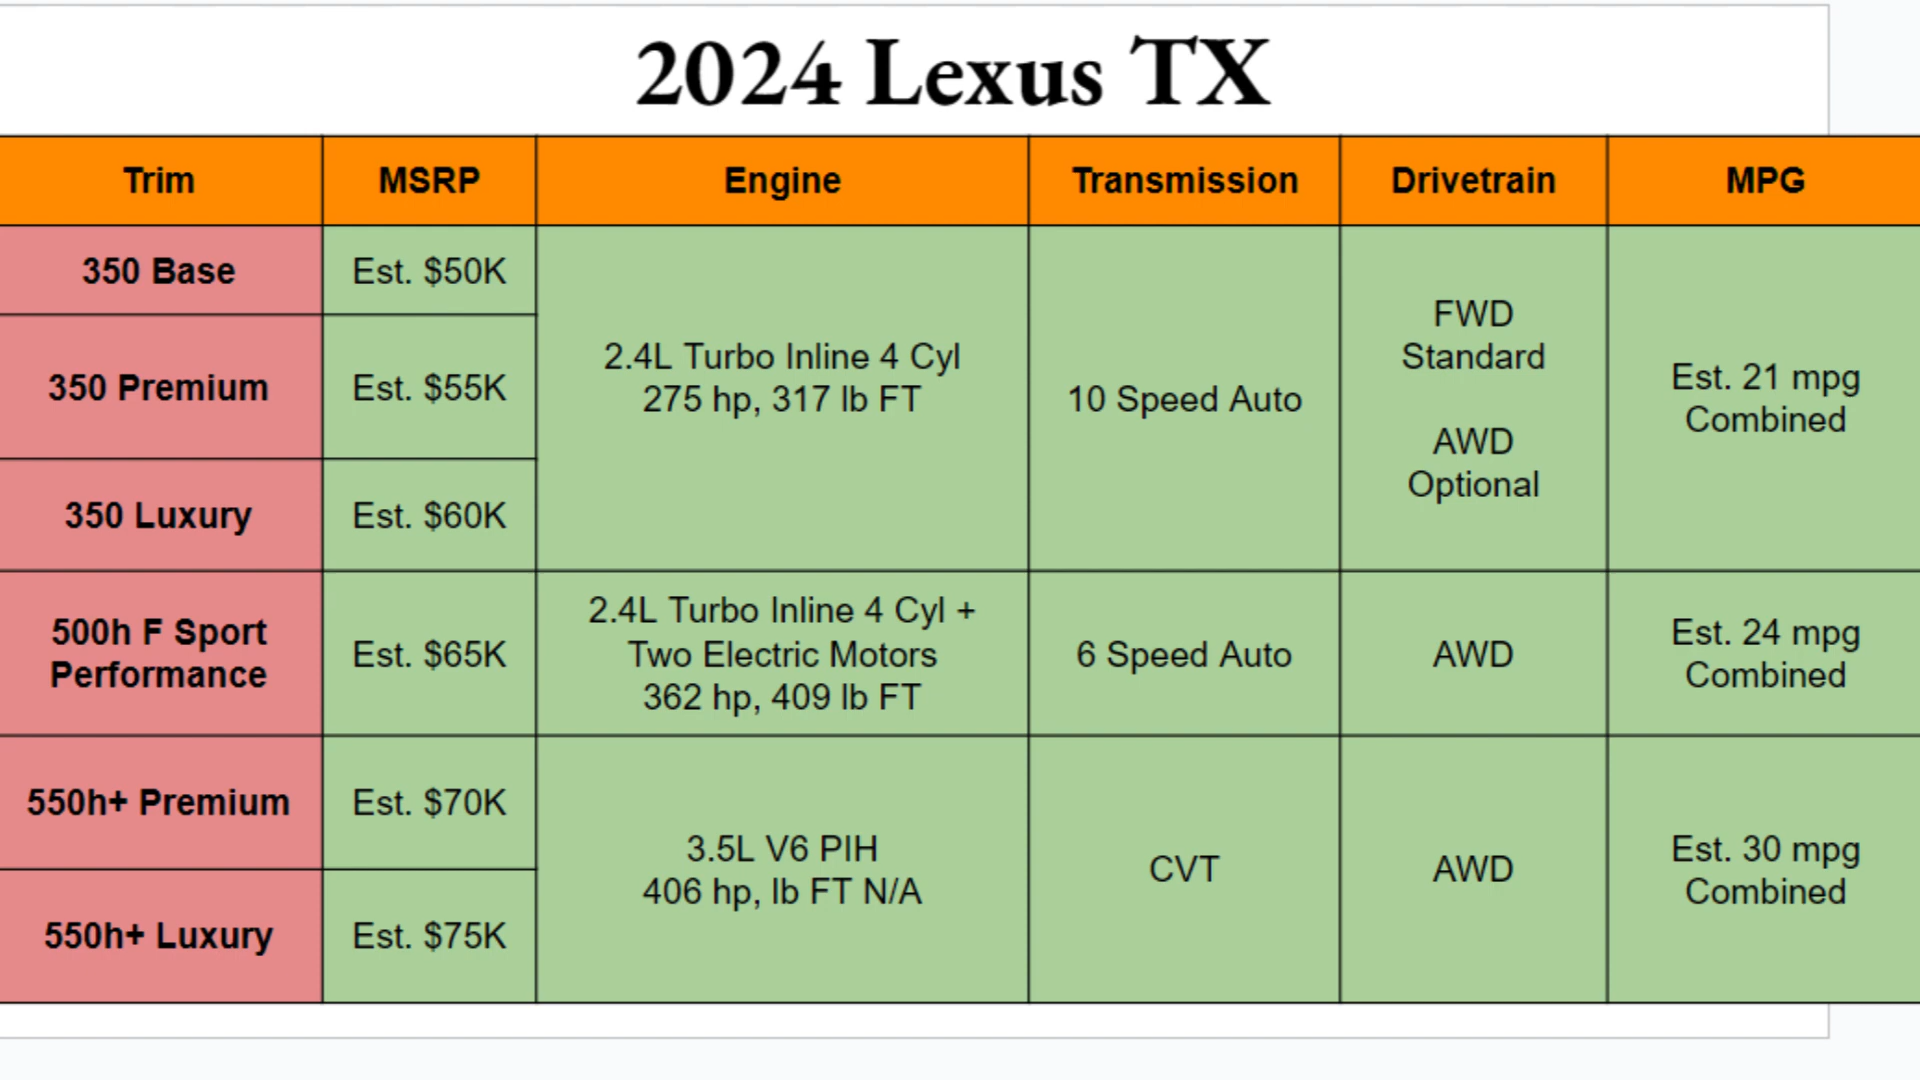 2024 Lexus TX
Trim
MSRP
Engine
Transmission
Drivetrain
MPG
350 Base
Est. $50K
2.4L Turbo Inline 4 Cyl
275 hp, 317 lb FT
10 Speed Auto
FWD
Standard
AWD
Optional
Est. 21 mpg
Combined
350 Premium
Est. $55K
350 Luxury
Est. $60K
500h F Sport
Performance
Est. $65K
2.4L Turbo Inline 4 Cyl +
Two Electric Motors
362 hp, 409 lb FT
6 Speed Auto
AWD
Est. 24 mpg
Combined
550h+ Premium
Est. $70K
3.5L V6 PIH
406 hp, lb FT N/A
CVT
AWD
Est. 30 mpg
Combined
550h+ Luxury
Est. $75K